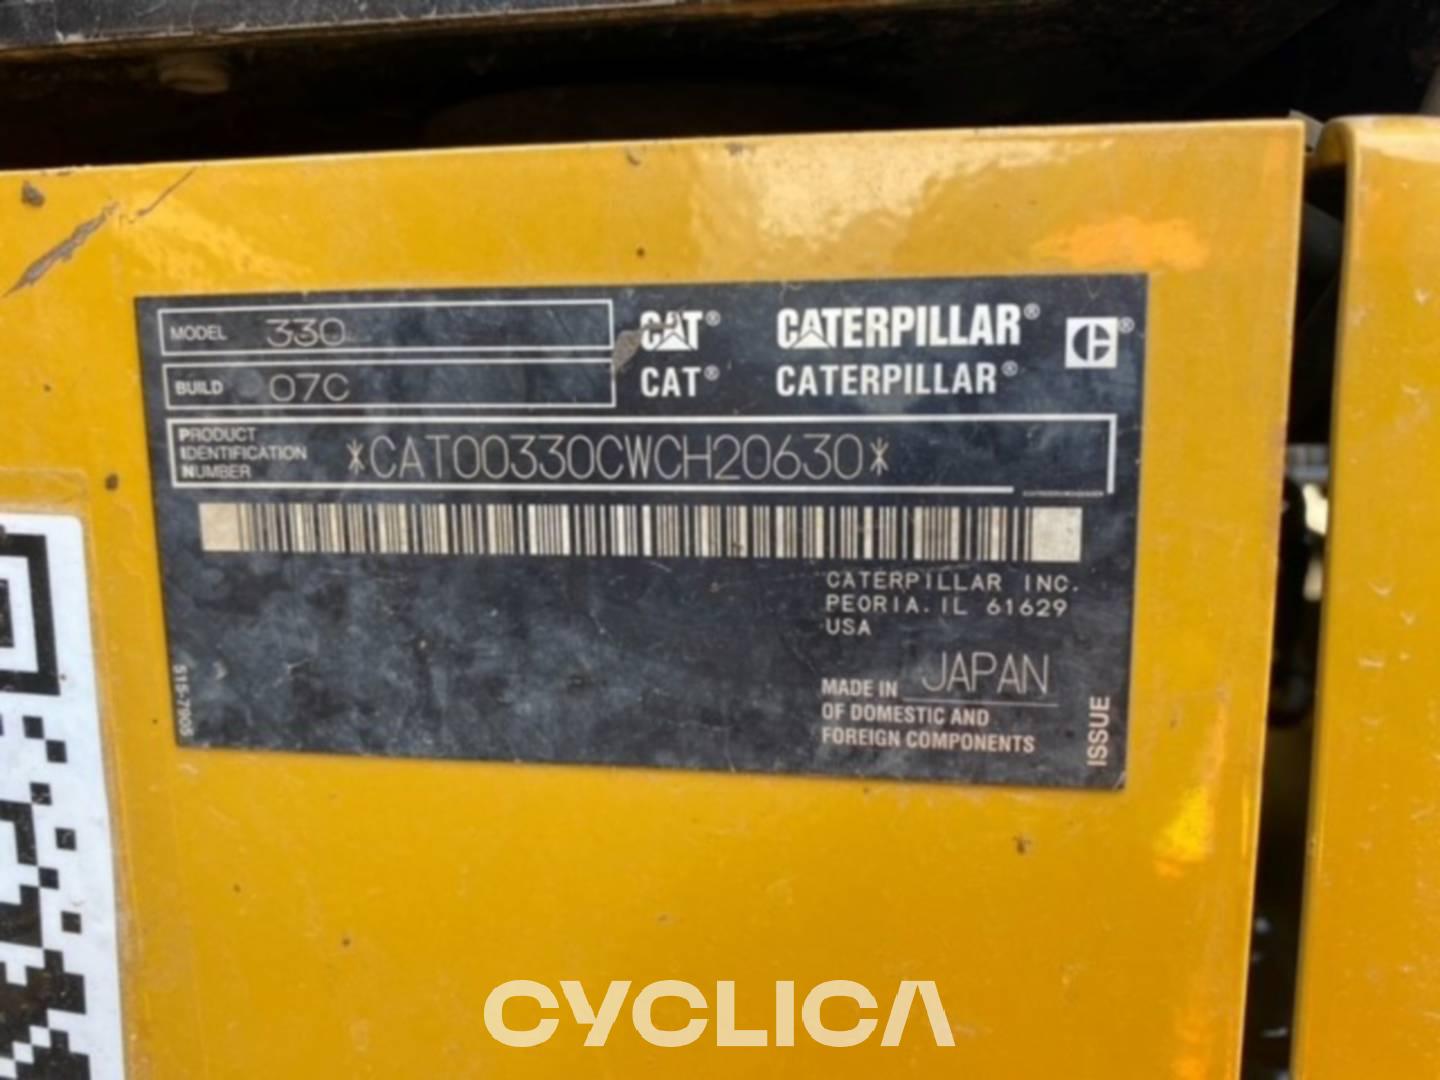 MODEL 330
BUILD 07C
CAT® CATERPILLAR®
CAT® CATERPILLAR®
PRODUCT
IDENTIFICATION
NUMBER
*CAT00330CWCH20630*
CATERPILLAR INC.
PEORIA, IL 61629
USA
MADE IN JAPAN
OF DOMESTIC AND
FOREIGN COMPONENTS
ISSUE
CYCLICA